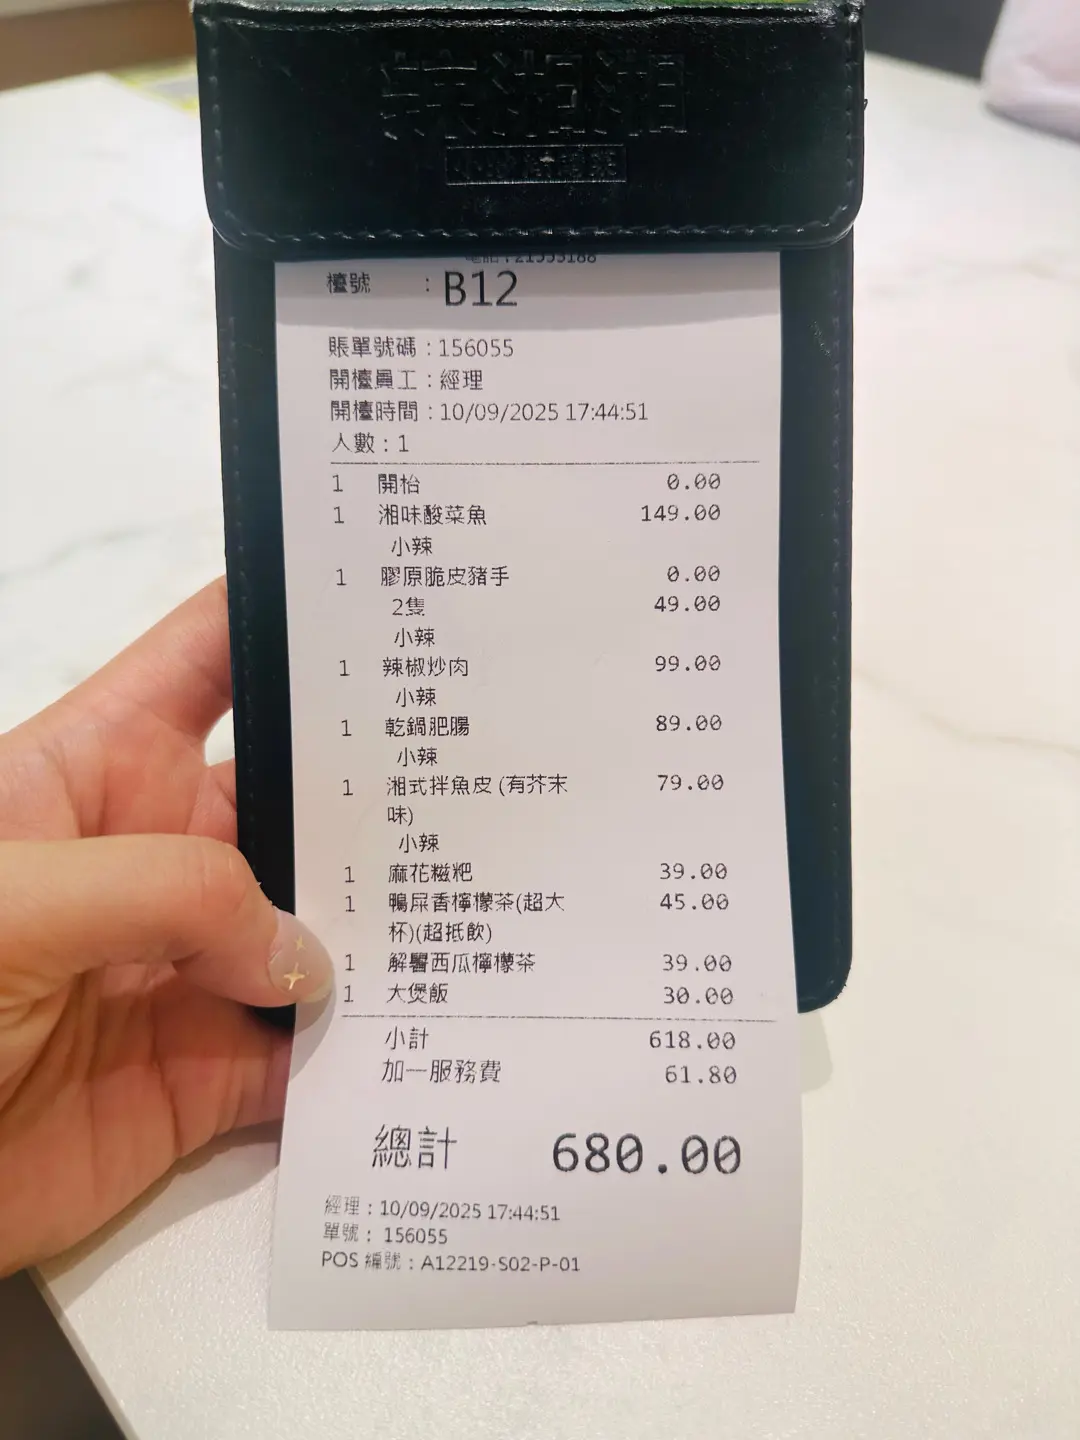 檯號 : B12
賬單號碼 : 156055
開檯員工 : 經理
開檯時間 : 10/09/2025 17:44:51
人數 : 1
1 開枱 0.00
1 湘味酸菜魚 149.00
小辣
1 膠原脆皮豬手 0.00
2隻 49.00
小辣
1 辣椒炒肉 99.00
小辣
1 乾鍋肥腸 89.00
小辣
1 湘式拌魚皮 (有芥末 79.00
味)
小辣
1 麻花糍粑 39.00
1 鴨屎香檸檬茶(超大 45.00
杯)(超抵飲)
1 解暑西瓜檸檬茶 39.00
1 大煲飯 30.00
小計 618.00
加一服務費 61.80
總計 680.00
經理 : 10/09/2025 17:44:51
單號 : 156055
POS 編號 : A12219-S02-P-01